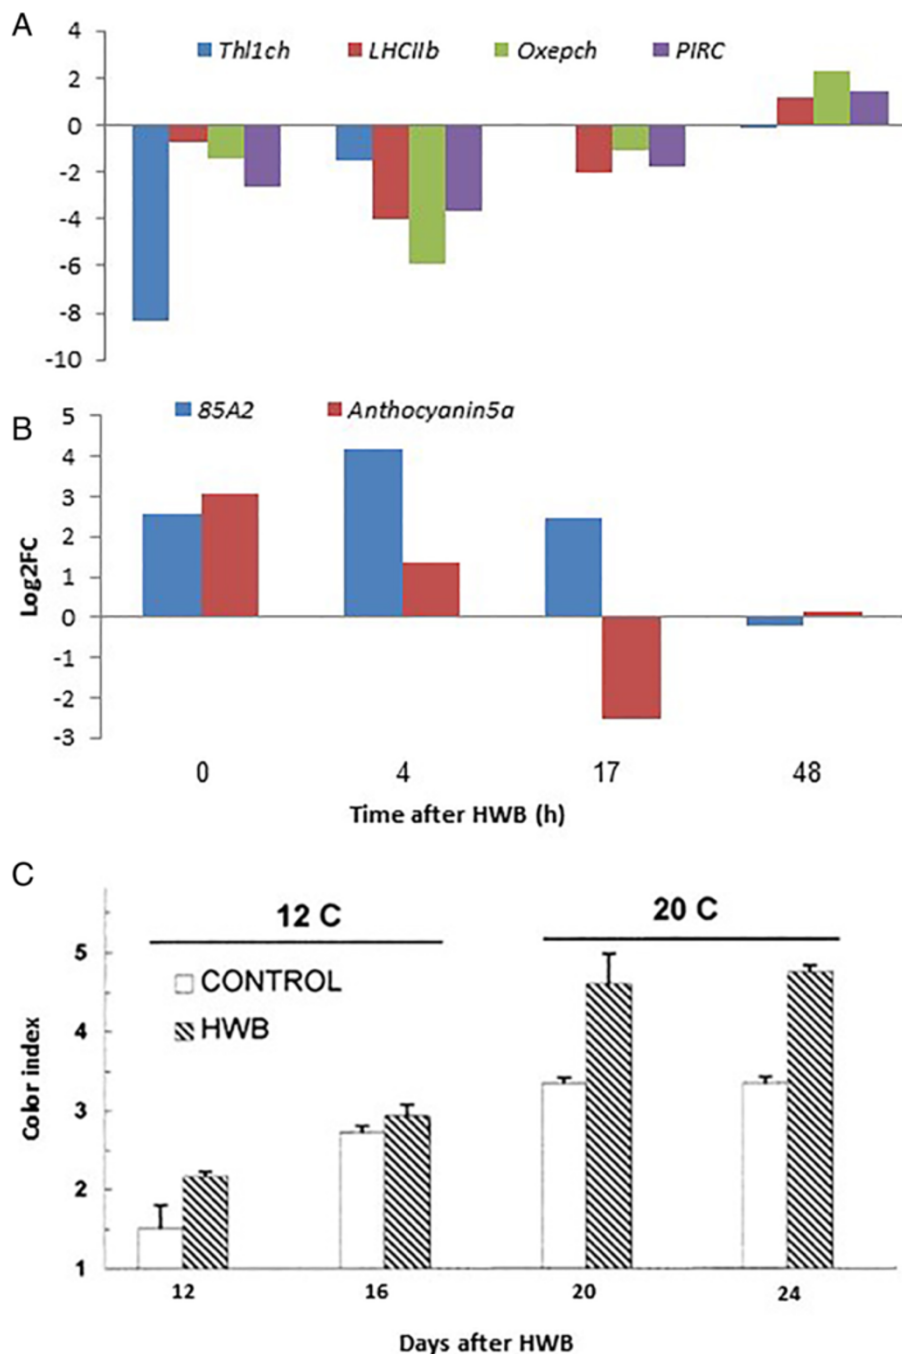 A
4
2
0
-2
-4
-6
-8
-10
Thl1ch LHCIIb Oxepch PIRC
B
5
4
3
2
1
0
-1
-2
-3
Log2FC
85A2 Anthocyanin5a
0 4 17 48
Time after HWB (h)
C
12 C 20 C
CONTROL
HWB
5
4
3
2
1
Color index
12 16 20 24
Days after HWB